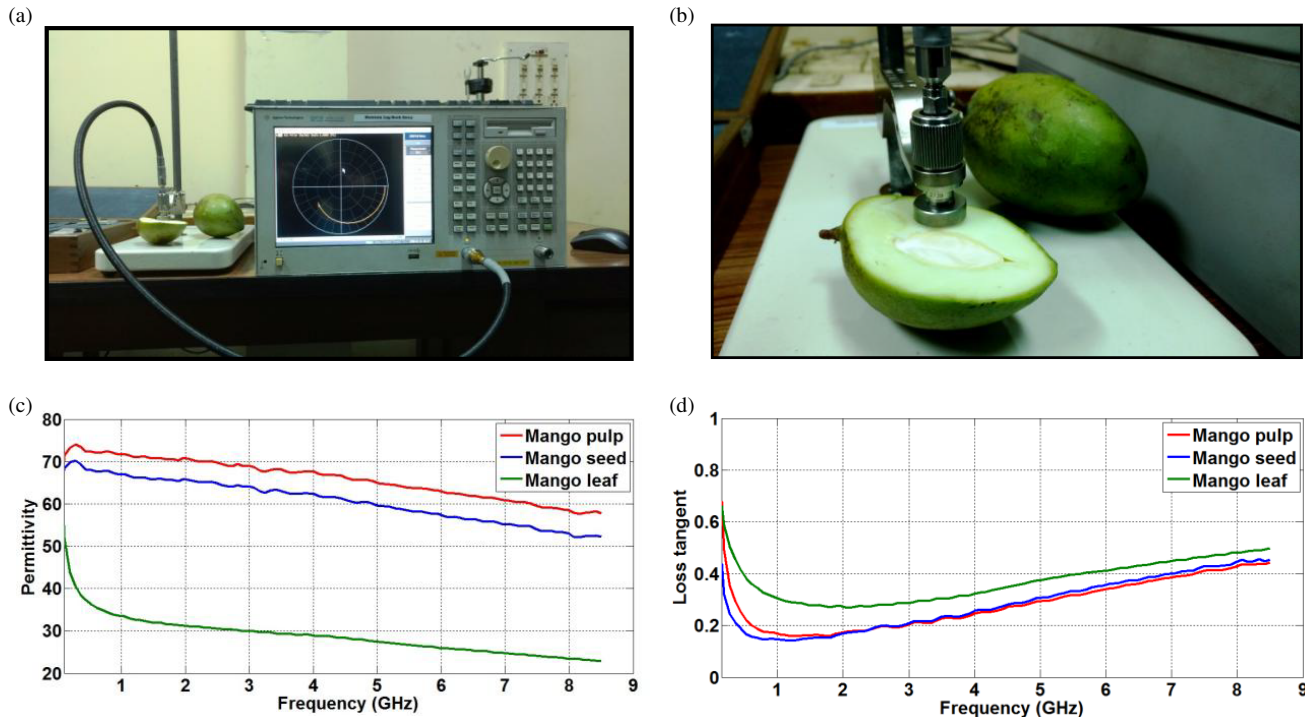 (a)
(b)
Agilent Technologies
(c)
80
70
60
50
40
30
20
Permittivity
1 2 3 4 5 6 7 8 9
Frequency (GHz)
Mango pulp
Mango seed
Mango leaf
(d)
1
0.8
0.6
0.4
0.2
0
Loss tangent
1 2 3 4 5 6 7 8 9
Frequency (GHz)
Mango pulp
Mango seed
Mango leaf